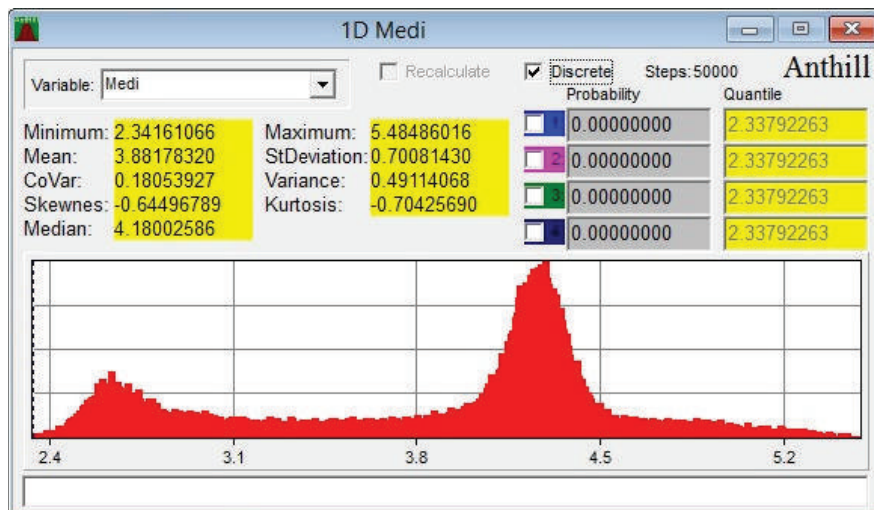 1D Medi
Variable: Medi
Recalculate
Discrete Steps:50000 Anthill
Probability Quantile
Minimum: 2.34161066 Maximum: 5.48486016
Mean: 3.88178320 StDeviation: 0.70081430
CoVar: 0.18053927 Variance: 0.49114068
Skewnes: -0.64496789 Kurtosis: -0.70425690
Median: 4.18002586
1 0.00000000 2.33792263
2 0.00000000 2.33792263
3 0.00000000 2.33792263
4 0.00000000 2.33792263
2.4 3.1 3.8 4.5 5.2